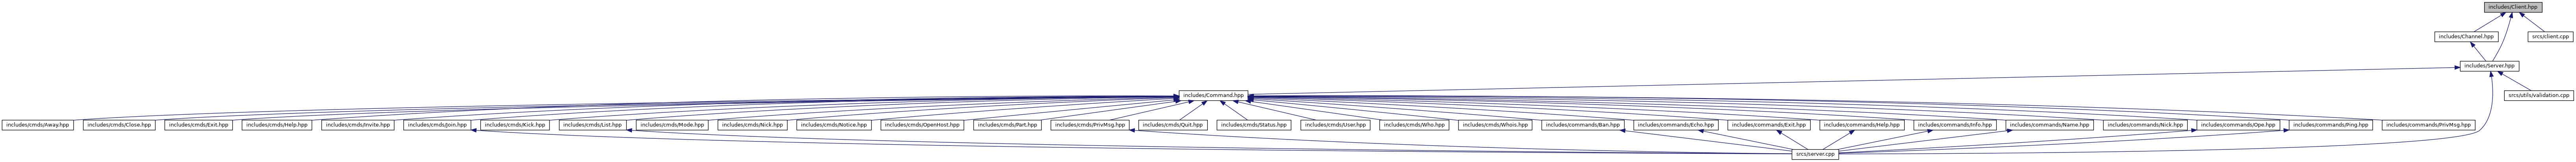 includes/Client.hpp
includes/Channel.hpp
srcs/client.cpp
includes/Server.hpp
includes/Command.hpp
srcs/utils/validation.cpp
includes/cmds/Away.hpp
includes/cmds/Close.hpp
includes/cmds/Exit.hpp
includes/cmds/Help.hpp
includes/cmds/Invite.hpp
includes/cmds/Join.hpp
includes/cmds/Kick.hpp
includes/cmds/List.hpp
includes/cmds/Mode.hpp
includes/cmds/Nick.hpp
includes/cmds/Notice.hpp
includes/cmds/OpenHost.hpp
includes/cmds/Part.hpp
includes/cmds/PrivMsg.hpp
includes/cmds/Quit.hpp
includes/cmds/Status.hpp
includes/cmds/User.hpp
includes/cmds/Who.hpp
includes/cmds/Whois.hpp
includes/commands/Ban.hpp
includes/commands/Echo.hpp
includes/commands/Exit.hpp
includes/commands/Help.hpp
includes/commands/Info.hpp
includes/commands/Name.hpp
includes/commands/Nick.hpp
includes/commands/Ope.hpp
includes/commands/Ping.hpp
includes/commands/PrivMsg.hpp
srcs/server.cpp